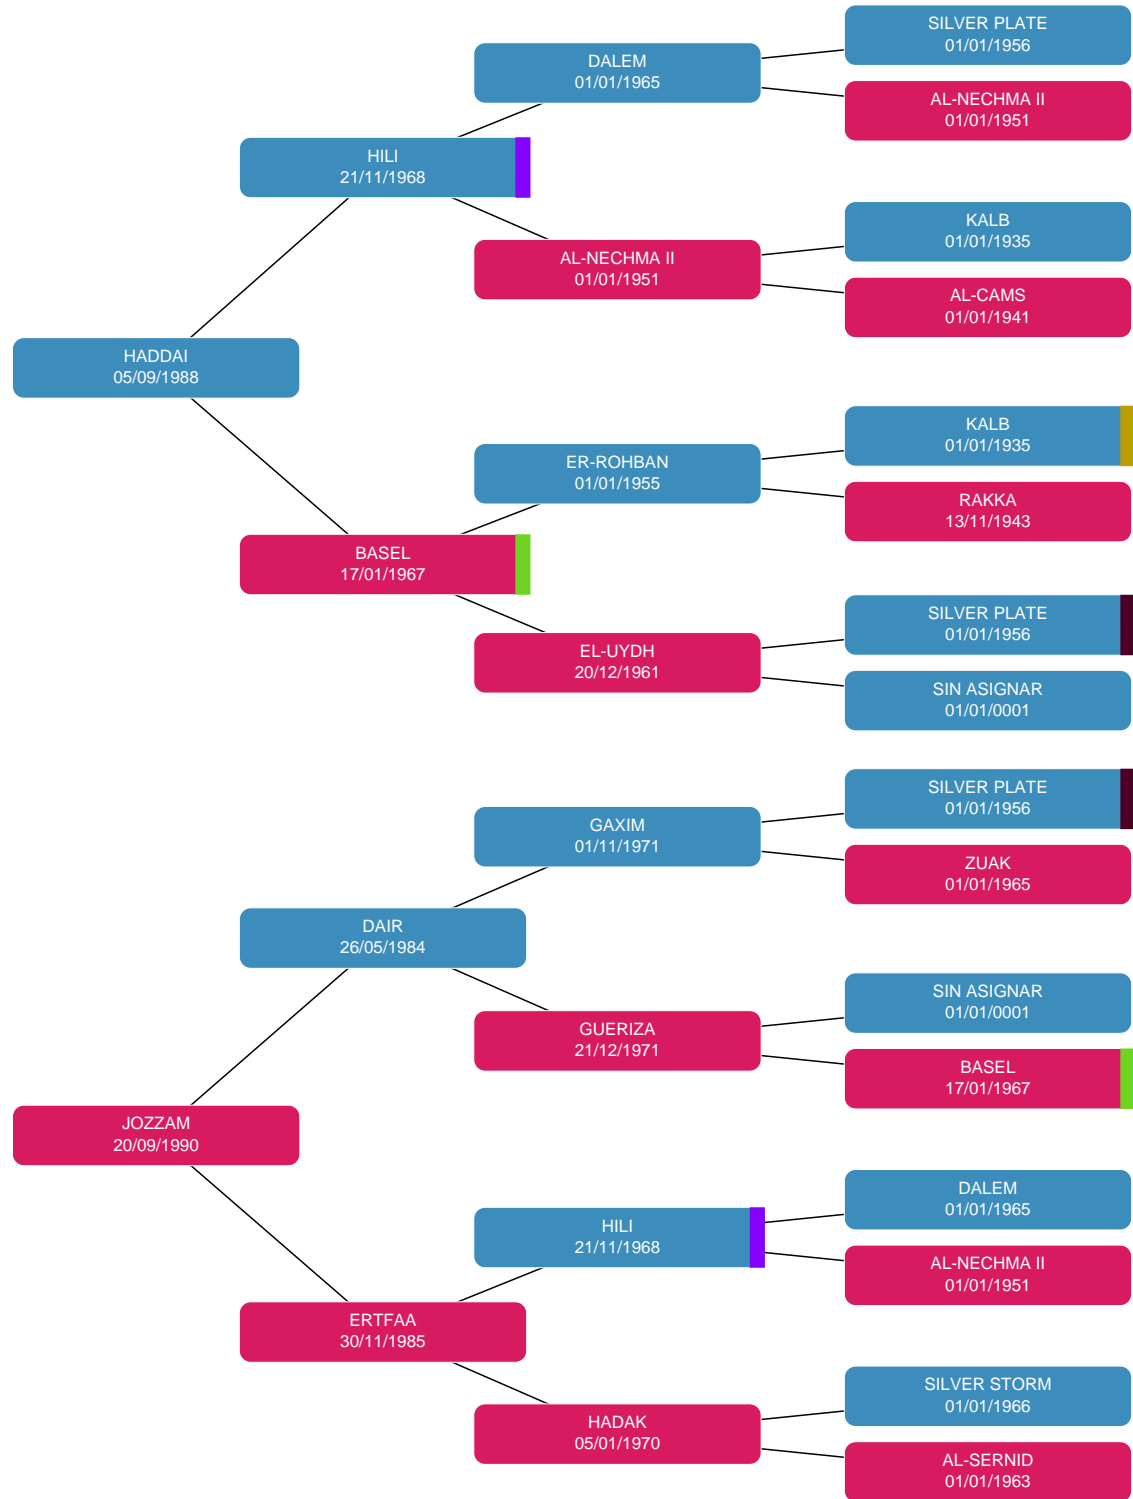 SILVER PLATE
01/01/1956
DALEM
01/01/1965
AL-NECHMA II
01/01/1951
HILI
21/11/1968
KALB
01/01/1935
AL-NECHMA II
01/01/1951
AL-CAMS
01/01/1941
HADDAI
05/09/1988
KALB
01/01/1935
ER-ROHBAN
01/01/1955
RAKKA
13/11/1943
BASEL
17/01/1967
SILVER PLATE
01/01/1956
EL-UYDH
20/12/1961
SIN ASIGNAR
01/01/0001
SILVER PLATE
01/01/1956
GAXIM
01/11/1971
ZUAK
01/01/1965
DAIR
26/05/1984
SIN ASIGNAR
01/01/0001
GUERIZA
21/12/1971
BASEL
17/01/1967
JOZZAM
20/09/1990
DALEM
01/01/1965
HILI
21/11/1968
AL-NECHMA II
01/01/1951
ERTFAA
30/11/1985
SILVER STORM
01/01/1966
HADAK
05/01/1970
AL-SERNID
01/01/1963